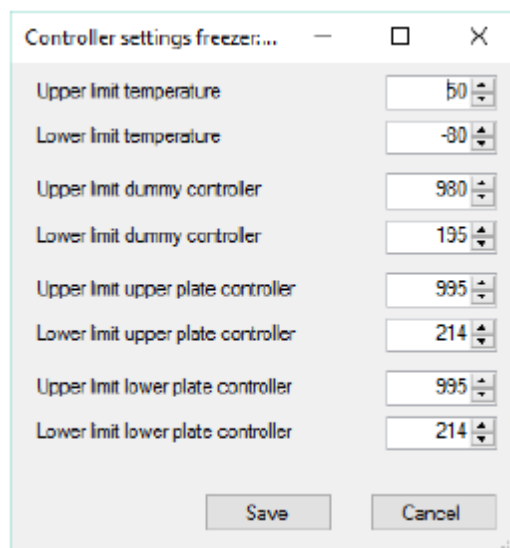 Controller settings freezer:...
Upper limit temperature 50
Lower limit temperature -80
Upper limit dummy controller 980
Lower limit dummy controller 195
Upper limit upper plate controller 995
Lower limit upper plate controller 214
Upper limit lower plate controller 995
Lower limit lower plate controller 214
Save Cancel